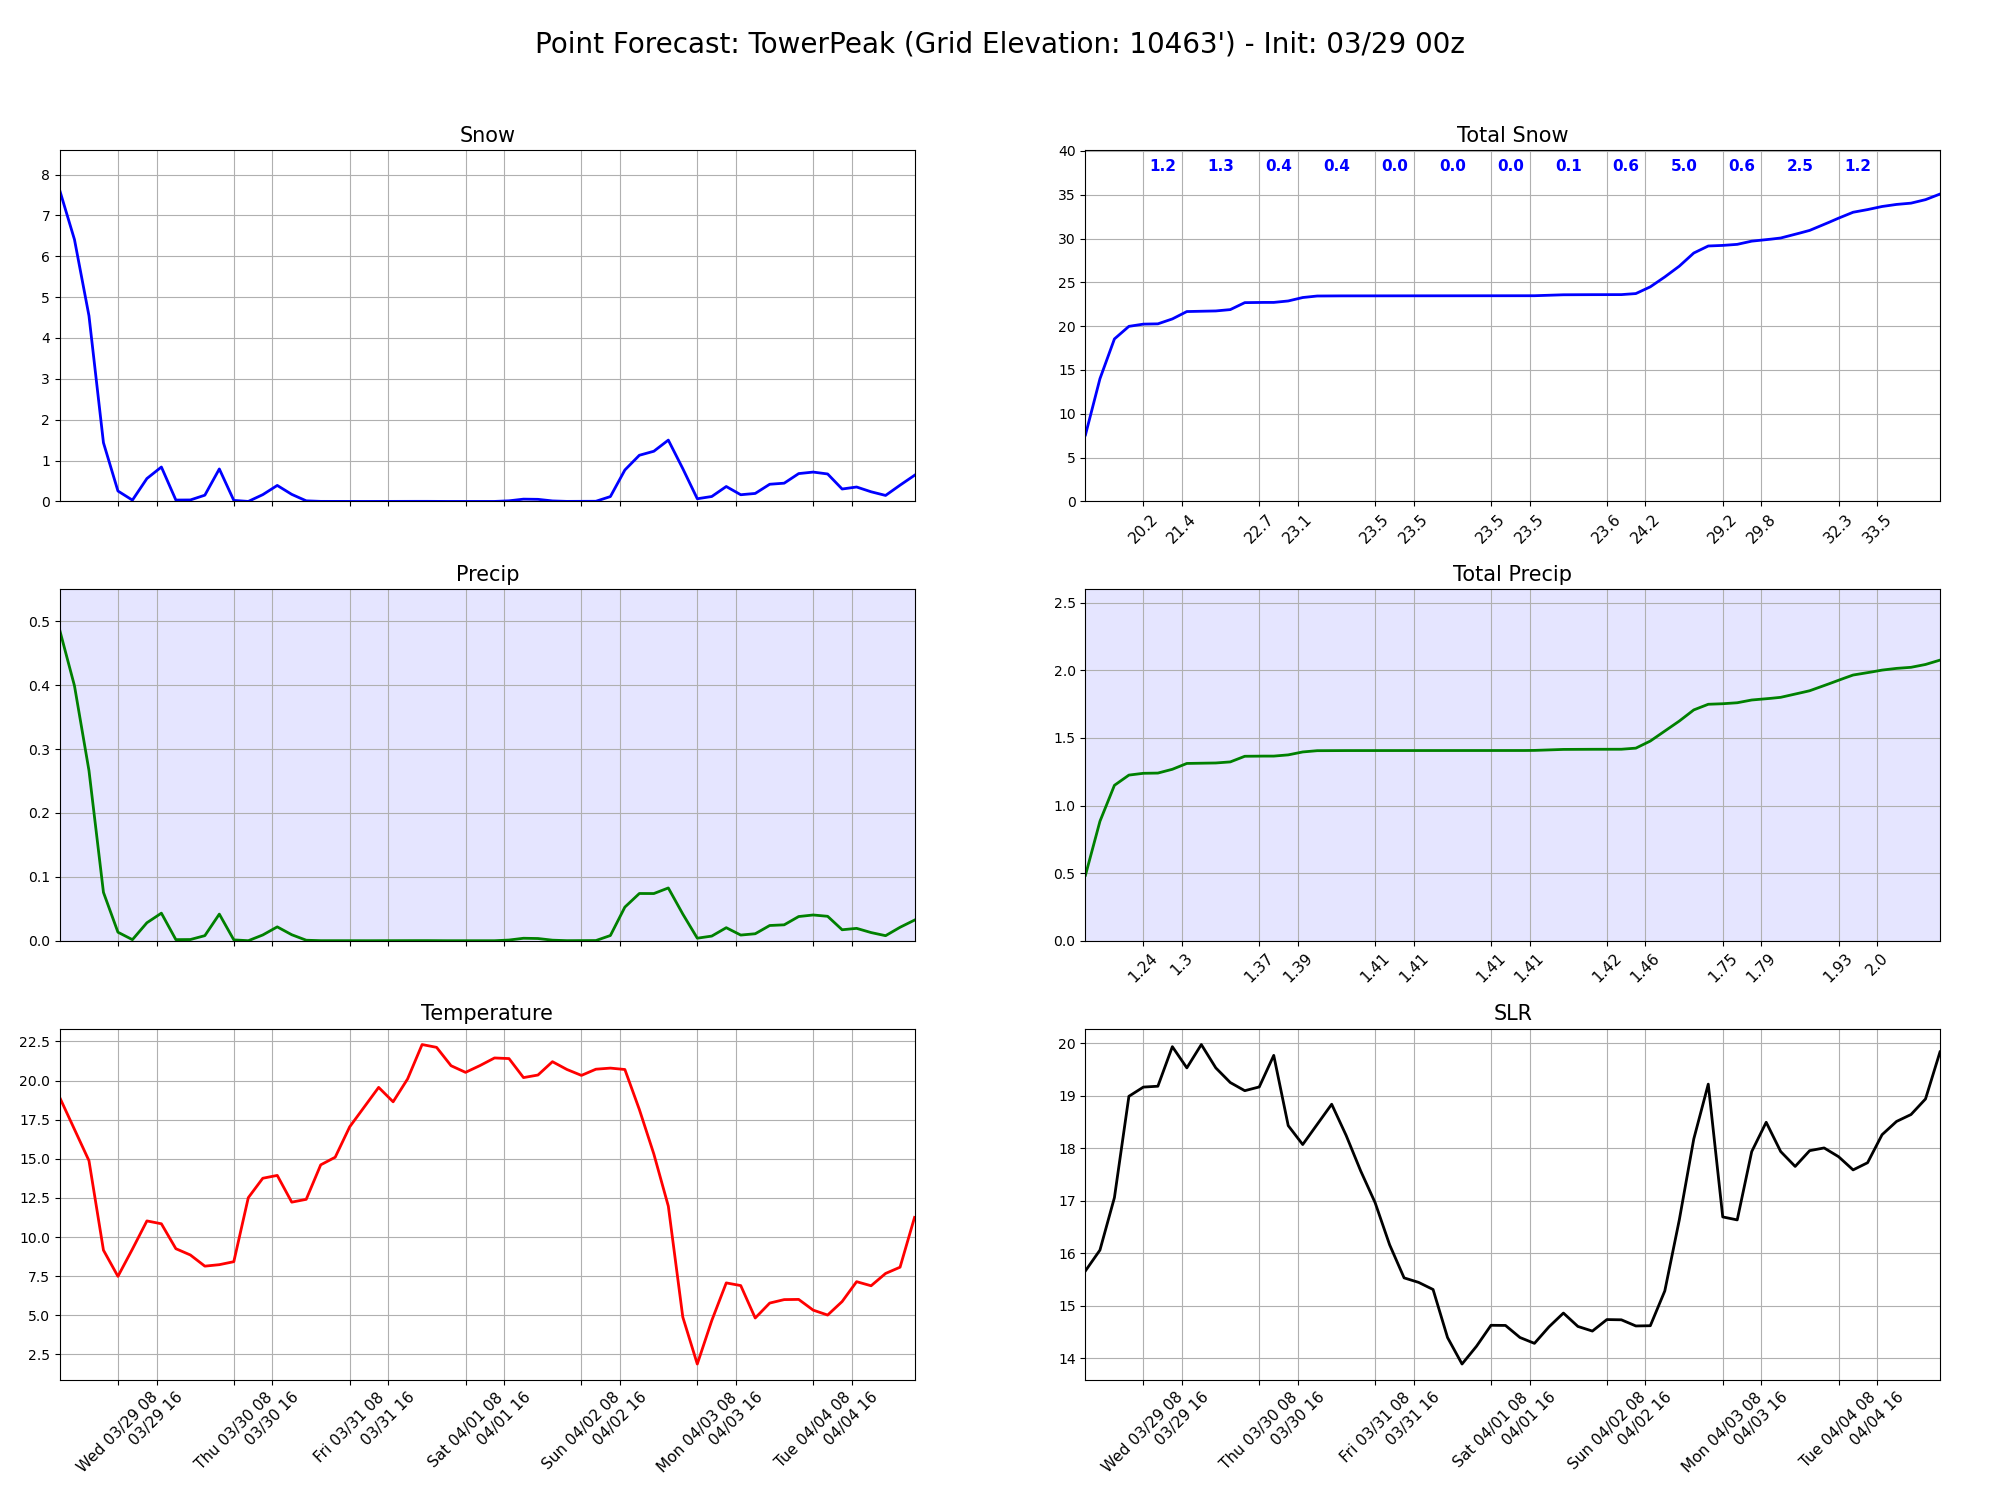 Point Forecast: TowerPeak (Grid Elevation: 10463') - Init: 03/29 00z
Snow
8
7
6
5
4
3
2
1
0
Total Snow
1.2 1.3 0.4 0.4 0.0 0.0 0.0 0.1 0.6 5.0 0.6 2.5 1.2
40
35
30
25
20
15
10
5
0
20.2 21.4 22.7 23.1 23.5 23.5 23.5 23.5 23.6 24.2 29.2 29.8 32.3 33.5
Precip
0.5
0.4
0.3
0.2
0.1
0.0
Total Precip
2.5
2.0
1.5
1.0
0.5
0.0
1.24 1.3 1.37 1.39 1.41 1.41 1.41 1.41 1.42 1.46 1.75 1.79 1.93 2.0
Temperature
22.5
20.0
17.5
15.0
12.5
10.0
7.5
5.0
2.5
Wed 03/29 08
03/29 16
Thu 03/30 08
03/30 16
Fri 03/31 08
03/31 16
Sat 04/01 08
04/01 16
Sun 04/02 08
04/02 16
Mon 04/03 08
04/03 16
Tue 04/04 08
04/04 16
SLR
20
19
18
17
16
15
14
Wed 03/29 08
03/29 16
Thu 03/30 08
03/30 16
Fri 03/31 08
03/31 16
Sat 04/01 08
04/01 16
Sun 04/02 08
04/02 16
Mon 04/03 08
04/03 16
Tue 04/04 08
04/04 16